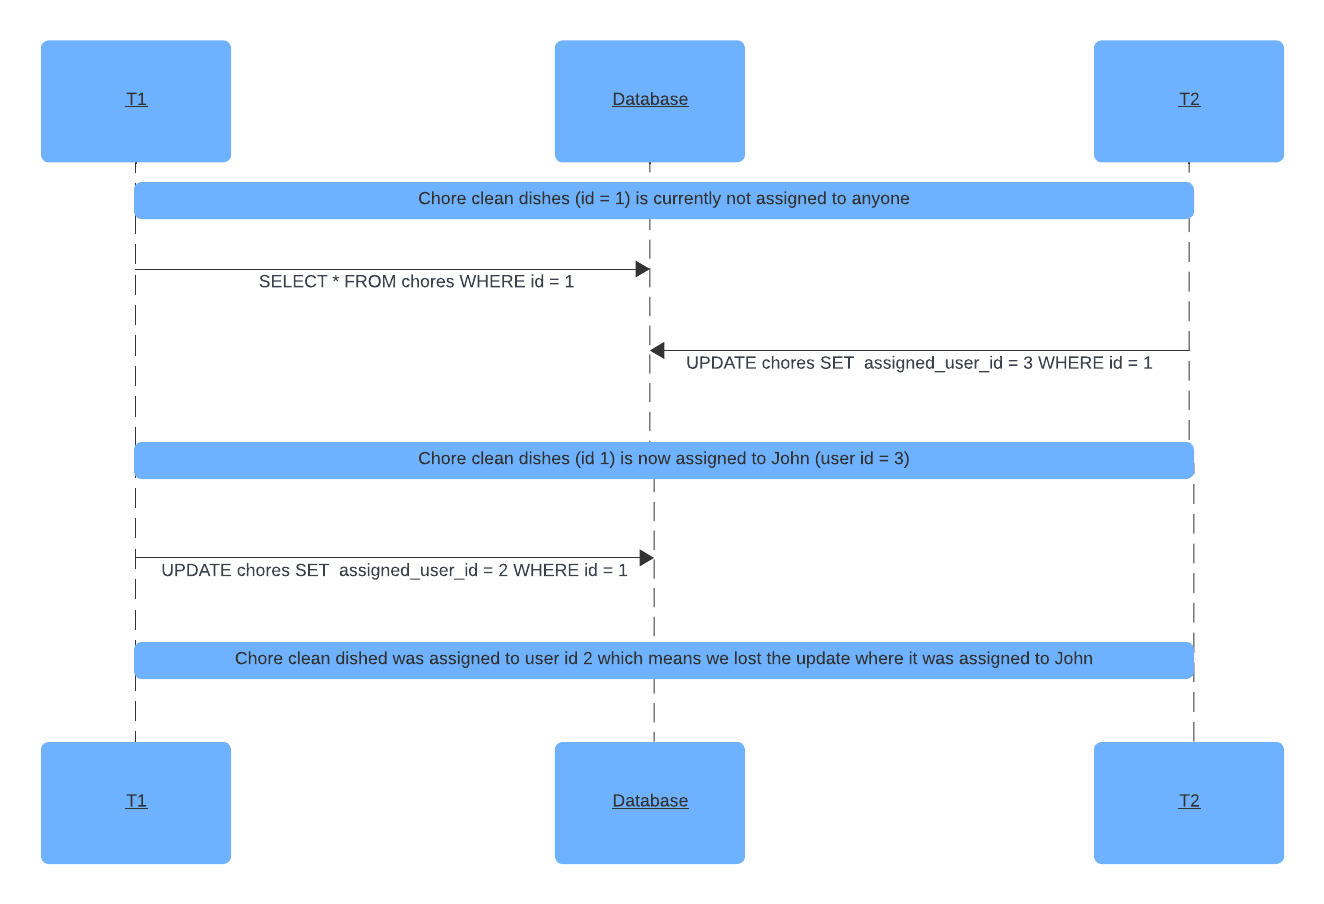 T1
Database
T2
Chore clean dishes (id = 1) is currently not assigned to anyone
SELECT * FROM chores WHERE id = 1
UPDATE chores SET  assigned_user_id = 3 WHERE id = 1
Chore clean dishes (id 1) is now assigned to John (user id = 3)
UPDATE chores SET  assigned_user_id = 2 WHERE id = 1
Chore clean dished was assigned to user id 2 which means we lost the update where it was assigned to John
T1
Database
T2